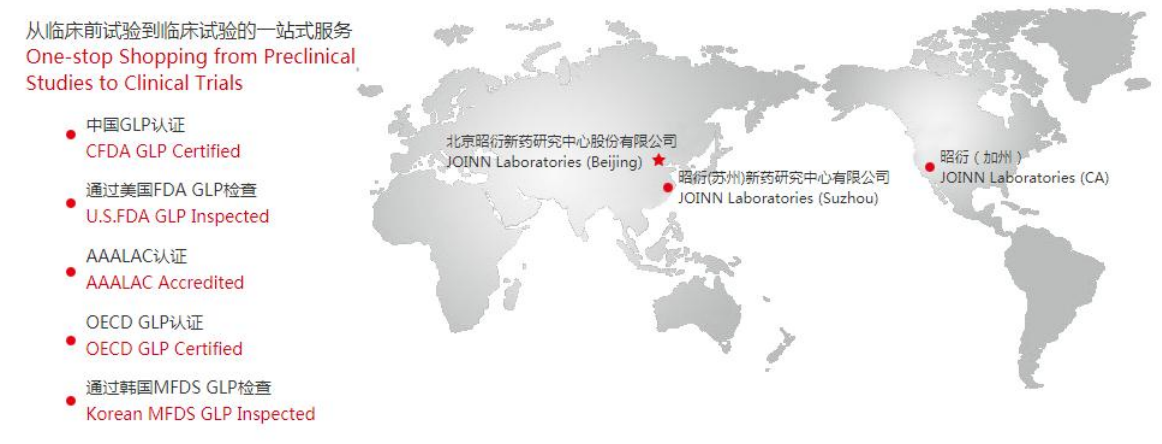 从临床前试验到临床试验的一站式服务
One-stop Shopping from Preclinical
Studies to Clinical Trials
中国GLP认证
CFDA GLP Certified
通过美国FDA GLP检查
U.S.FDA GLP Inspected
AAALAC认证
AAALAC Accredited
OECD GLP认证
OECD GLP Certified
通过韩国MFDS GLP检查
Korean MFDS GLP Inspected
北京昭衍新药研究中心股份有限公司
JOINN Laboratories (Beijing)
昭衍(苏州)新药研究中心有限公司
JOINN Laboratories (Suzhou)
昭衍（加州）
JOINN Laboratories (CA)